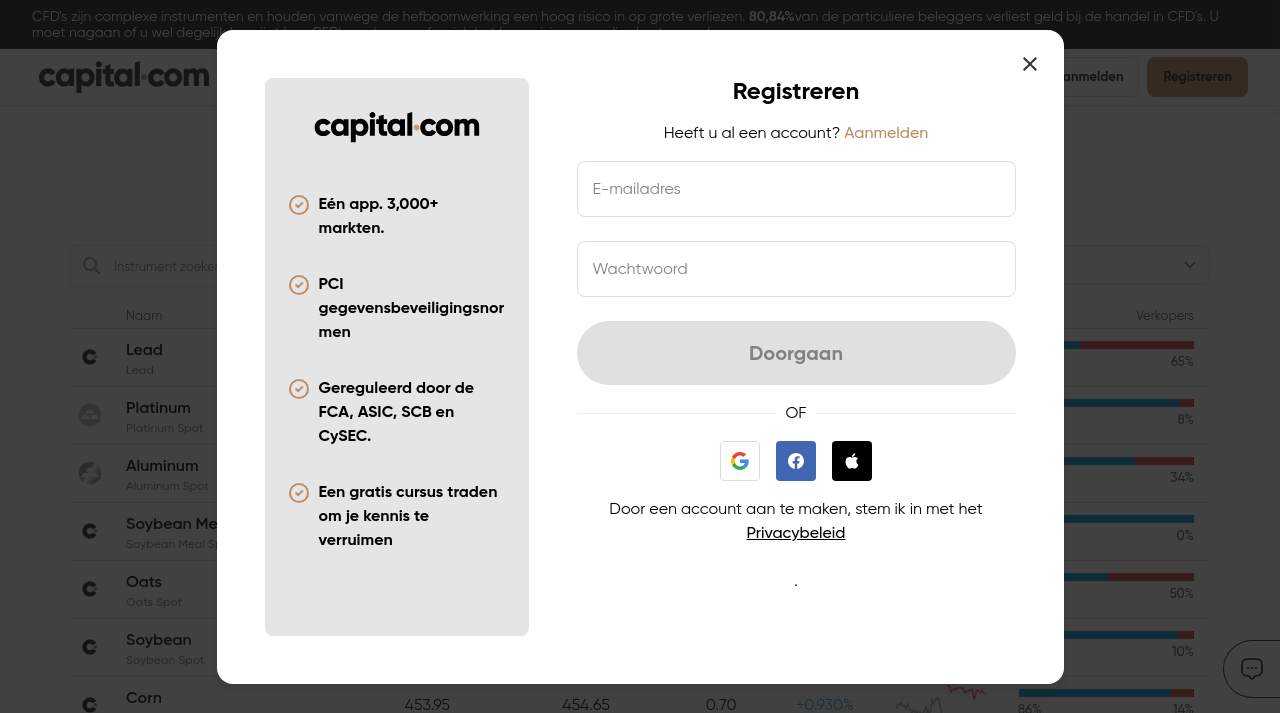 CFD's zijn complexe instrumenten en houden vanwege de hefboomwerking een hoog risico in op grote verliezen. 80,84%van de particuliere beleggers verliest geld bij de handel in CFD's. U
moet nagaan of u wel
capital.com
anmelden
Registreren
capital.com
Eén app. 3,000+
markten.
PCI
gegevensbeveiligingsnor
men
Gereguleerd door de
FCA, ASIC, SCB en
CySEC.
Een gratis cursus traden
om je kennis te
verruimen
Registreren
Heeft u al een account? Aanmelden
E-mailadres
Wachtwoord
Doorgaan
OF
Door een account aan te maken, stem ik in met het
Privacybeleid
.
Instrument zoeken
Naam
Verkopers
Lead
Lead
65%
Platinum
Platinum Spot
8%
Aluminum
Aluminum Spot
34%
Soybean Me
Soybean Meal Sp
0%
Oats
Oats Spot
50%
Soybean
Soybean Spot
10%
Corn
453.95
454.65
0.70
+0.930%
86%
14%